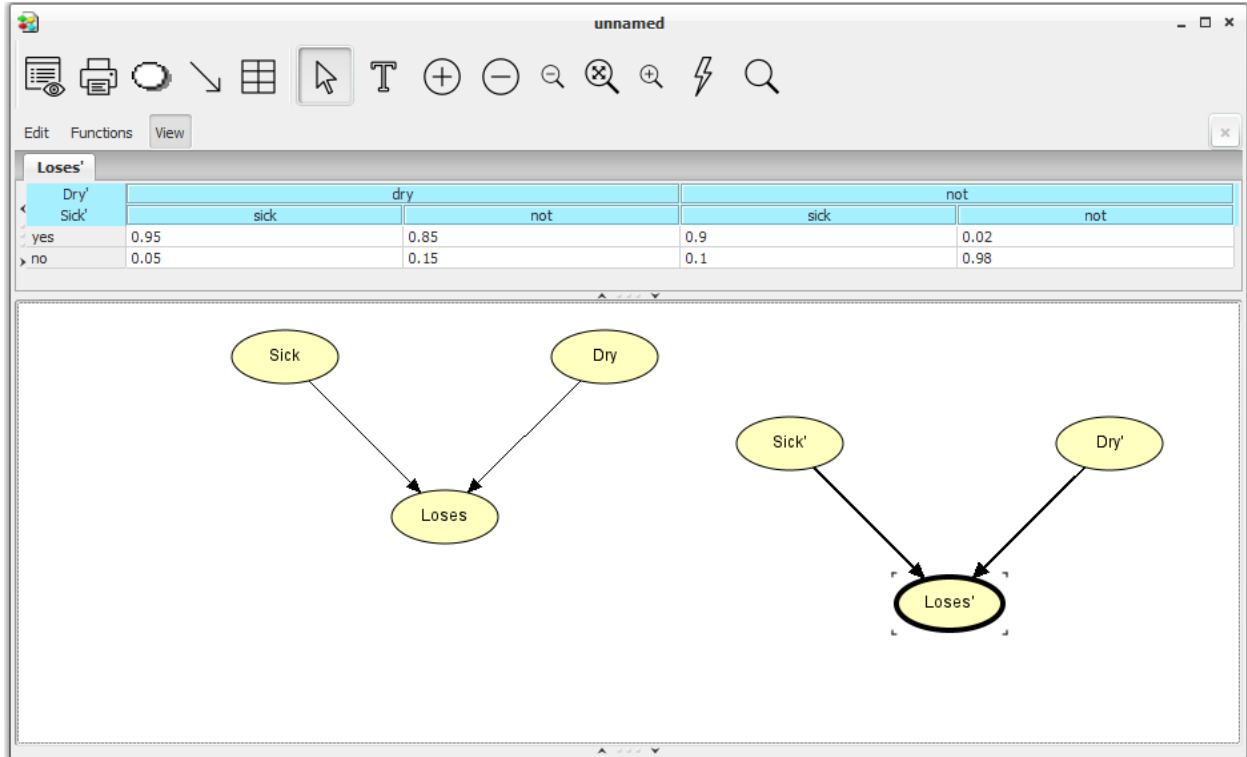 unnamed
T
Edit Functions View
Loses'
Dry' dry not
Sick' sick not sick not
yes 0.95 0.85 0.9 0.02
no 0.05 0.15 0.1 0.98
Sick Dry
Sick' Dry'
Loses
Loses'